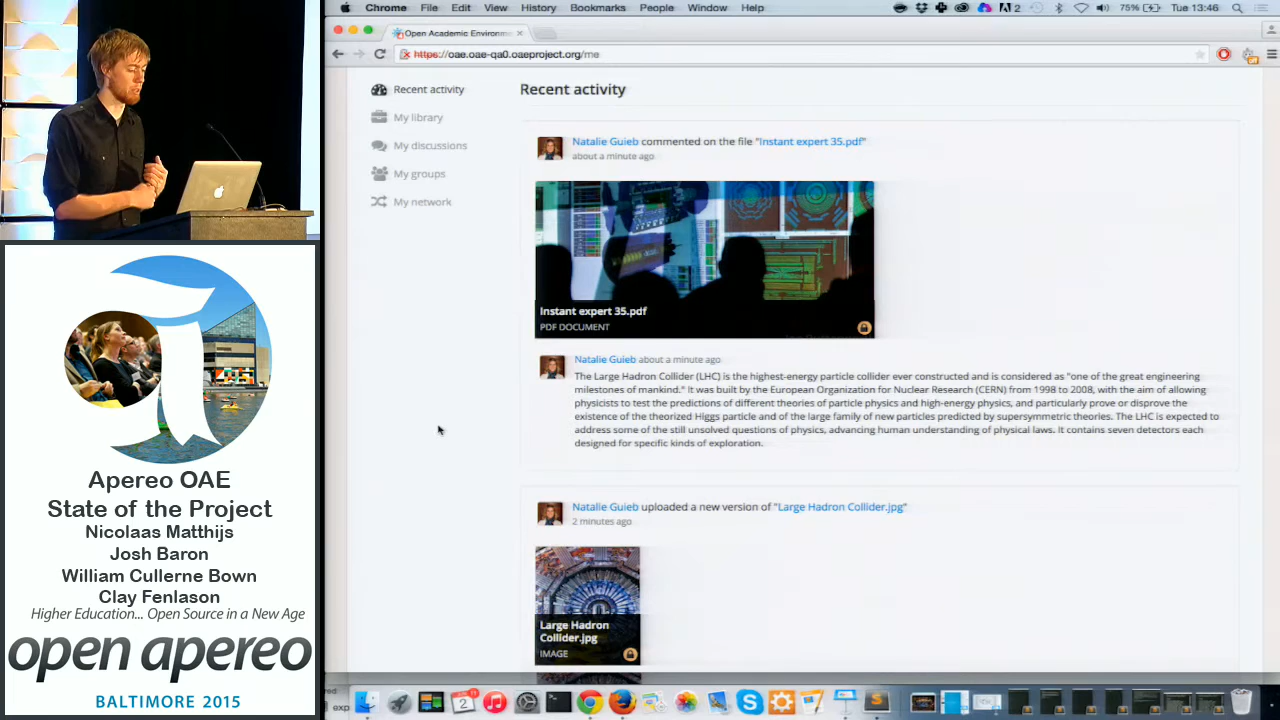 Chrome File Edit View History Bookmarks People Window Help
2 75% Tue 13:46
Open Academic Environme
https://oae.oae-qa0.oaeproject.org/me
Recent activity
My library
My discussions
My groups
My network
Recent activity
Natalie Guieb commented on the file "Instant expert 35.pdf"
about a minute ago
Instant expert 35.pdf
PDF DOCUMENT
Natalie Guieb about a minute ago
The Large Hadron Collider (LHC) is the highest-energy particle collider ever constructed and is considered as "one of the great engineering
milestones of mankind." It was built by the European Organization for Nuclear Research (CERN) from 1998 to 2008, with the aim of allowing
physicists to test the predictions of different theories of particle physics and high-energy physics, and particularly prove or disprove the
existence of the theorized Higgs particle and of the large family of new particles predicted by supersymmetric theories. The LHC is expected to
address some of the still unsolved questions of physics, advancing human understanding of physical laws. It contains seven detectors each
designed for specific kinds of exploration.
Natalie Guieb uploaded a new version of "Large Hadron Collider.jpg"
2 minutes ago
Large Hadron
Collider.jpg
IMAGE
2
Apereo OAE
State of the Project
Nicolaas Matthijs
Josh Baron
William Cullerne Bown
Clay Fenlason
Higher Education... Open Source in a New Age
open apereo
BALTIMORE 2015